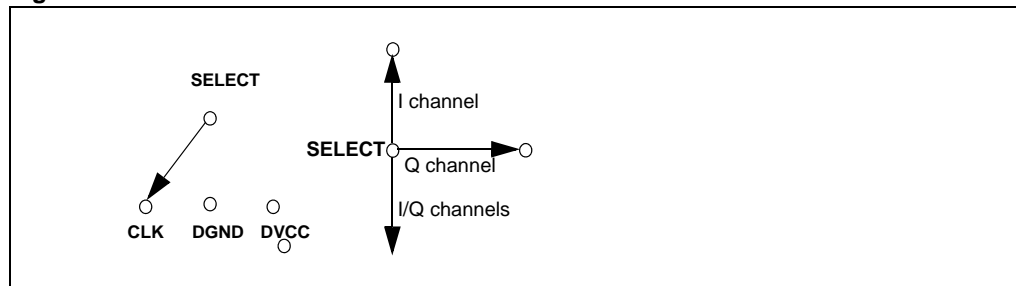 SELECT
I channel
SELECT
Q channel
I/Q channels
CLK DGND DVCC